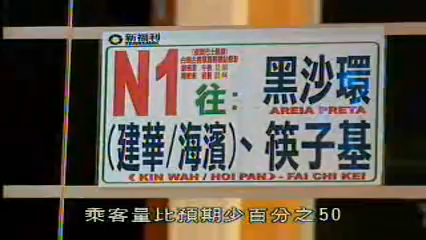 新福利
TRANSMAC
N1 往:
黑沙環
AREIA PRETA
(建華/海濱)、筷子基
(KIN WAH / HOI PAN) - FAI CHI KEI
乘客量比預期少百分之50